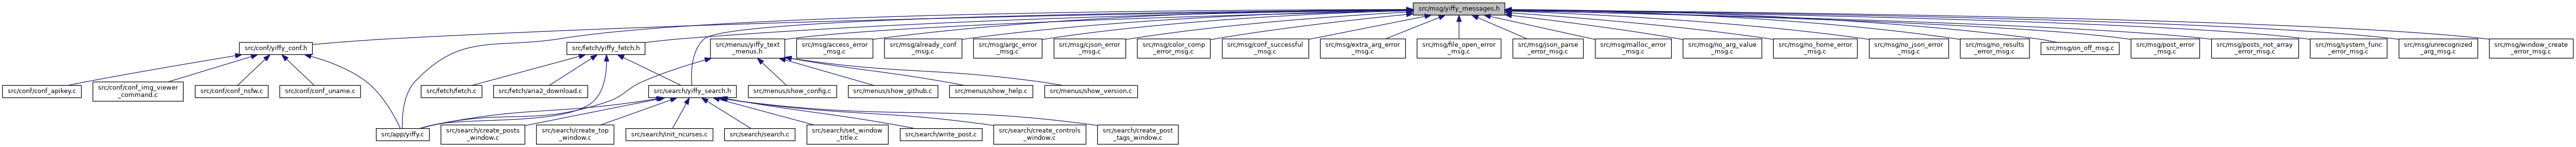 src/msg/yiffy_messages.h
src/conf/yiffy_conf.h
src/fetch/yiffy_fetch.h
src/menus/yiffy_text
_menus.h
src/msg/access_error
_msg.c
src/msg/already_conf
_msg.c
src/msg/argc_error
_msg.c
src/msg/cjson_error
_msg.c
src/msg/color_comp
_error_msg.c
src/msg/conf_successful
_msg.c
src/msg/extra_arg_error
_msg.c
src/msg/file_open_error
_msg.c
src/msg/json_parse
_error_msg.c
src/msg/malloc_error
_msg.c
src/msg/no_arg_value
_msg.c
src/msg/no_home_error
_msg.c
src/msg/no_json_error
_msg.c
src/msg/no_results
_error_msg.c
src/msg/on_off_msg.c
src/msg/post_error
_msg.c
src/msg/posts_not_array
_error_msg.c
src/msg/system_func
_error_msg.c
src/msg/unrecognized
_arg_msg.c
src/msg/window_create
_error_msg.c
src/conf/conf_apikey.c
src/conf/conf_img_viewer
_command.c
src/conf/conf_nsfw.c
src/conf/conf_uname.c
src/fetch/fetch.c
src/fetch/aria2_download.c
src/search/yiffy_search.h
src/menus/show_config.c
src/menus/show_github.c
src/menus/show_help.c
src/menus/show_version.c
src/app/yiffy.c
src/search/create_posts
_window.c
src/search/create_top
_window.c
src/search/init_ncurses.c
src/search/search.c
src/search/set_window
_title.c
src/search/write_post.c
src/search/create_controls
_window.c
src/search/create_post
_tags_window.c